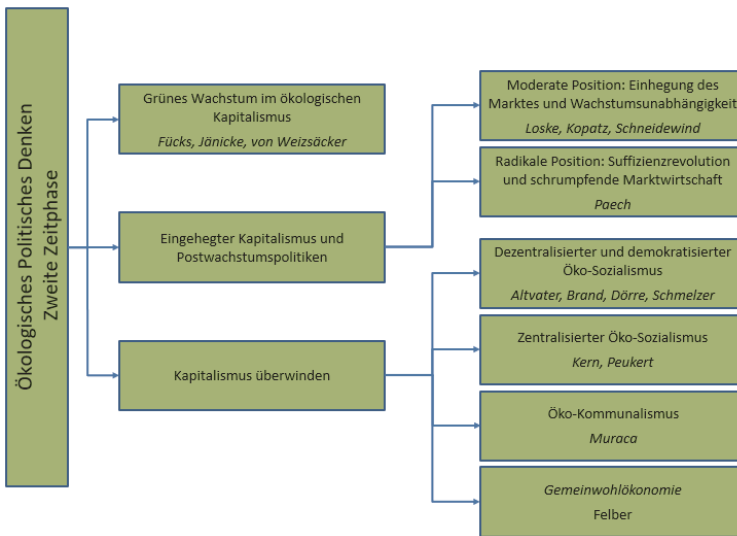 Ökologisches Politisches Denken
Zweite Zeitphase
Grünes Wachstum im ökologischen
Kapitalismus
Fücks, Jänicke, von Weizsäcker
Eingehegter Kapitalismus und
Postwachstumspolitiken
Kapitalismus überwinden
Moderate Position: Einhegung des
Marktes und Wachstumsunabhängigkeit
Loske, Kopatz, Schneidewind
Radikale Position: Suffizienzrevolution
und schrumpfende Marktwirtschaft
Paech
Dezentralisierter und demokratisierter
Öko-Sozialismus
Altvater, Brand, Dörre, Schmelzer
Zentralisierter Öko-Sozialismus
Kern, Peukert
Öko-Kommunalismus
Muraca
Gemeinwohlökonomie
Felber